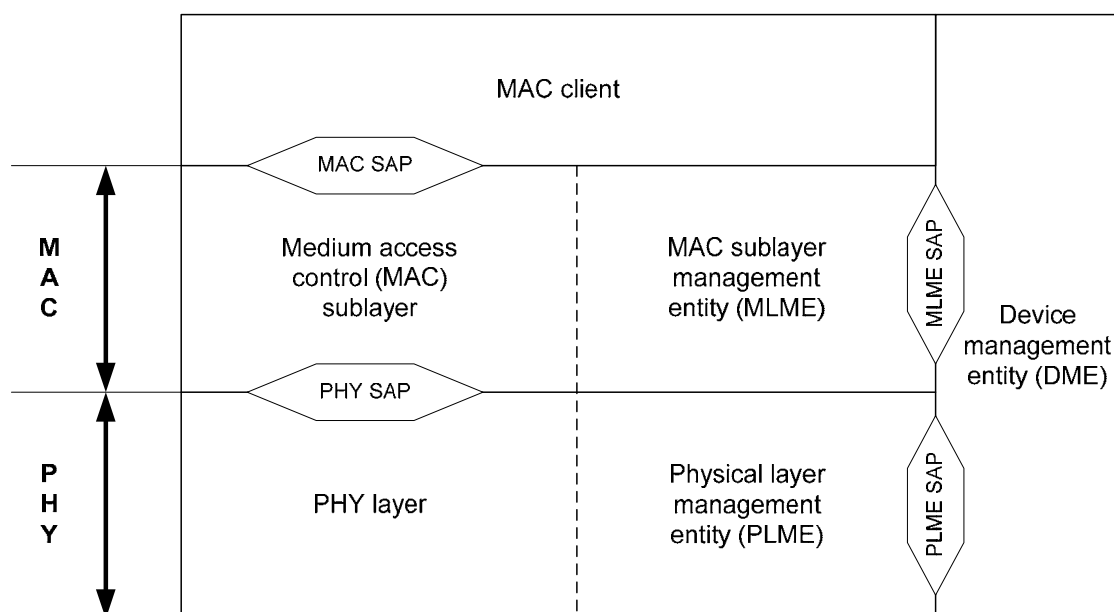 MAC client
MAC SAP
M
A
C
Medium access
control (MAC)
sublayer
MAC sublayer
management
entity (MLME)
MLME SAP
Device
management
entity (DME)
PHY SAP
P
H
Y
PHY layer
Physical layer
management
entity (PLME)
PLME SAP